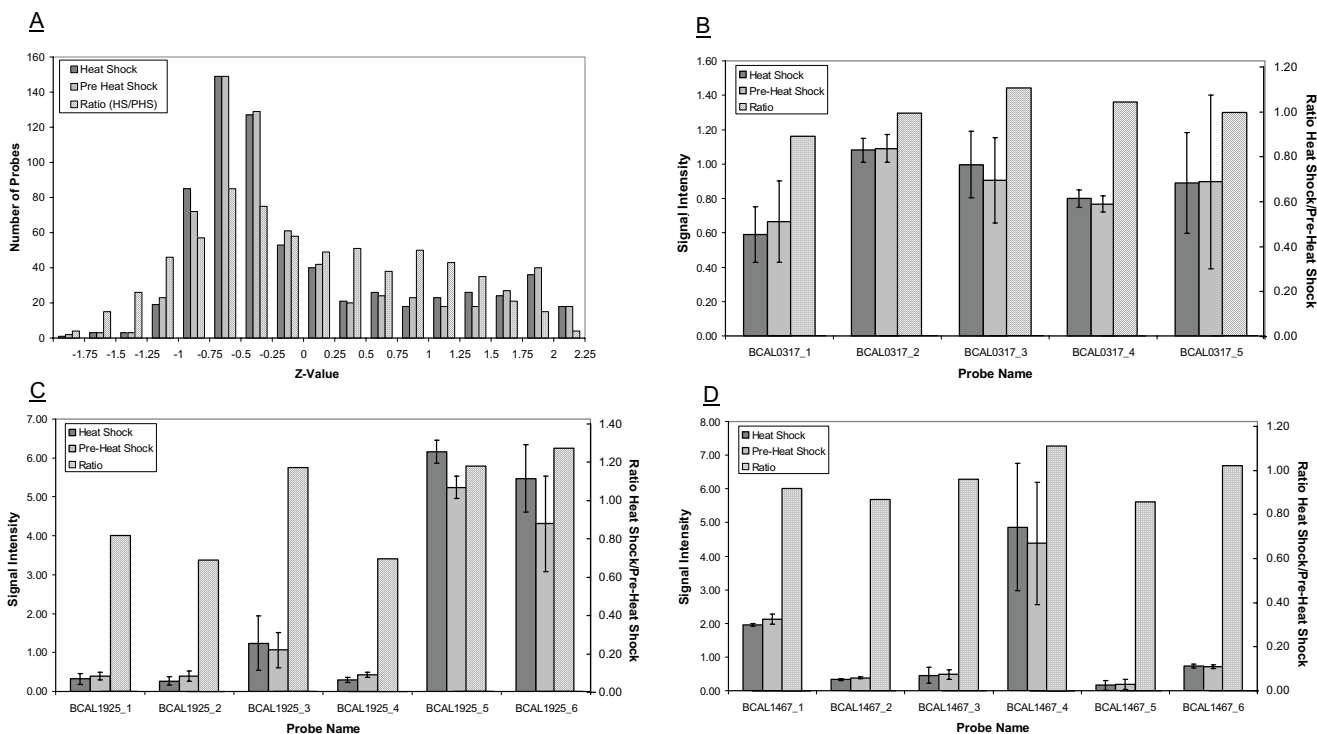 A
160
140
120
100
80
60
40
20
0
Number of Probes
Heat Shock
Pre Heat Shock
Ratio (HS/PHS)
-1.75 -1.5 -1.25 -1 -0.75 -0.5 -0.25 0 0.25 0.5 0.75 1 1.25 1.5 1.75 2 2.25
Z-Value
B
1.60
1.40
1.20
1.00
0.80
0.60
0.40
0.20
0.00
Signal Intensity
Heat Shock
Pre-Heat Shock
Ratio
1.20
1.00
0.80
0.60
0.40
0.20
0.00
Ratio Heat Shock/Pre-Heat Shock
BCAL0317_1 BCAL0317_2 BCAL0317_3 BCAL0317_4 BCAL0317_5
Probe Name
C
7.00
6.00
5.00
4.00
3.00
2.00
1.00
0.00
Signal Intensity
Heat Shock
Pre-Heat Shock
Ratio
1.40
1.20
1.00
0.80
0.60
0.40
0.20
0.00
Ratio Heat Shock/Pre-Heat Shock
BCAL1925_1 BCAL1925_2 BCAL1925_3 BCAL1925_4 BCAL1925_5 BCAL1925_6
Probe Name
D
8.00
7.00
6.00
5.00
4.00
3.00
2.00
1.00
0.00
Signal Intensity
Heat Shock
Pre-Heat Shock
Ratio
1.20
1.00
0.80
0.60
0.40
0.20
0.00
Ratio Heat Shock/Pre-Heat Shock
BCAL1467_1 BCAL1467_2 BCAL1467_3 BCAL1467_4 BCAL1467_5 BCAL1467_6
Probe Name